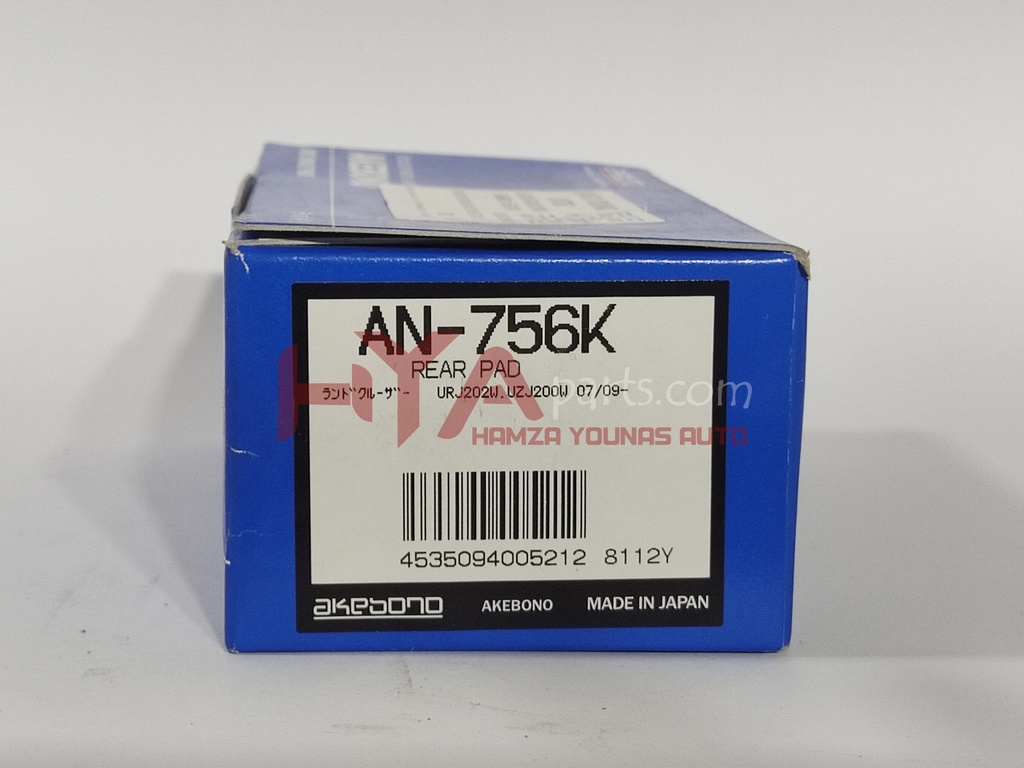 AN-756K
REAR PAD
ランドクルーザー URJ202W.UZJ200W 07/09-
HYAparts.com
HAMZA YOUNAS AUTO
4535094005212 8112Y
akebono AKEBONO MADE IN JAPAN